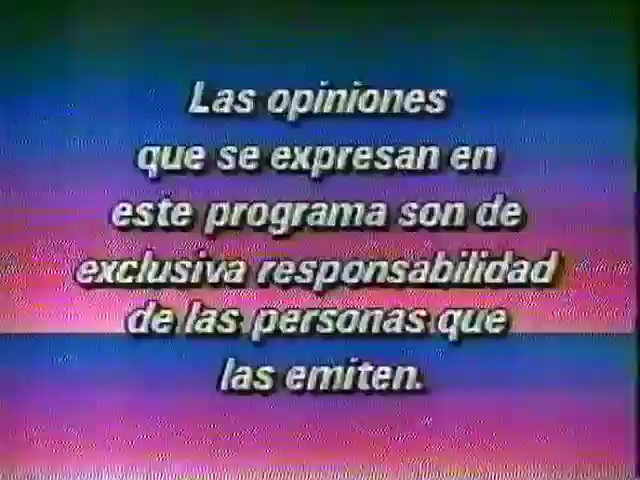 Las opiniones
que se expresan en
este programa son de
exclusiva responsabilidad
de las personas que
las emiten.